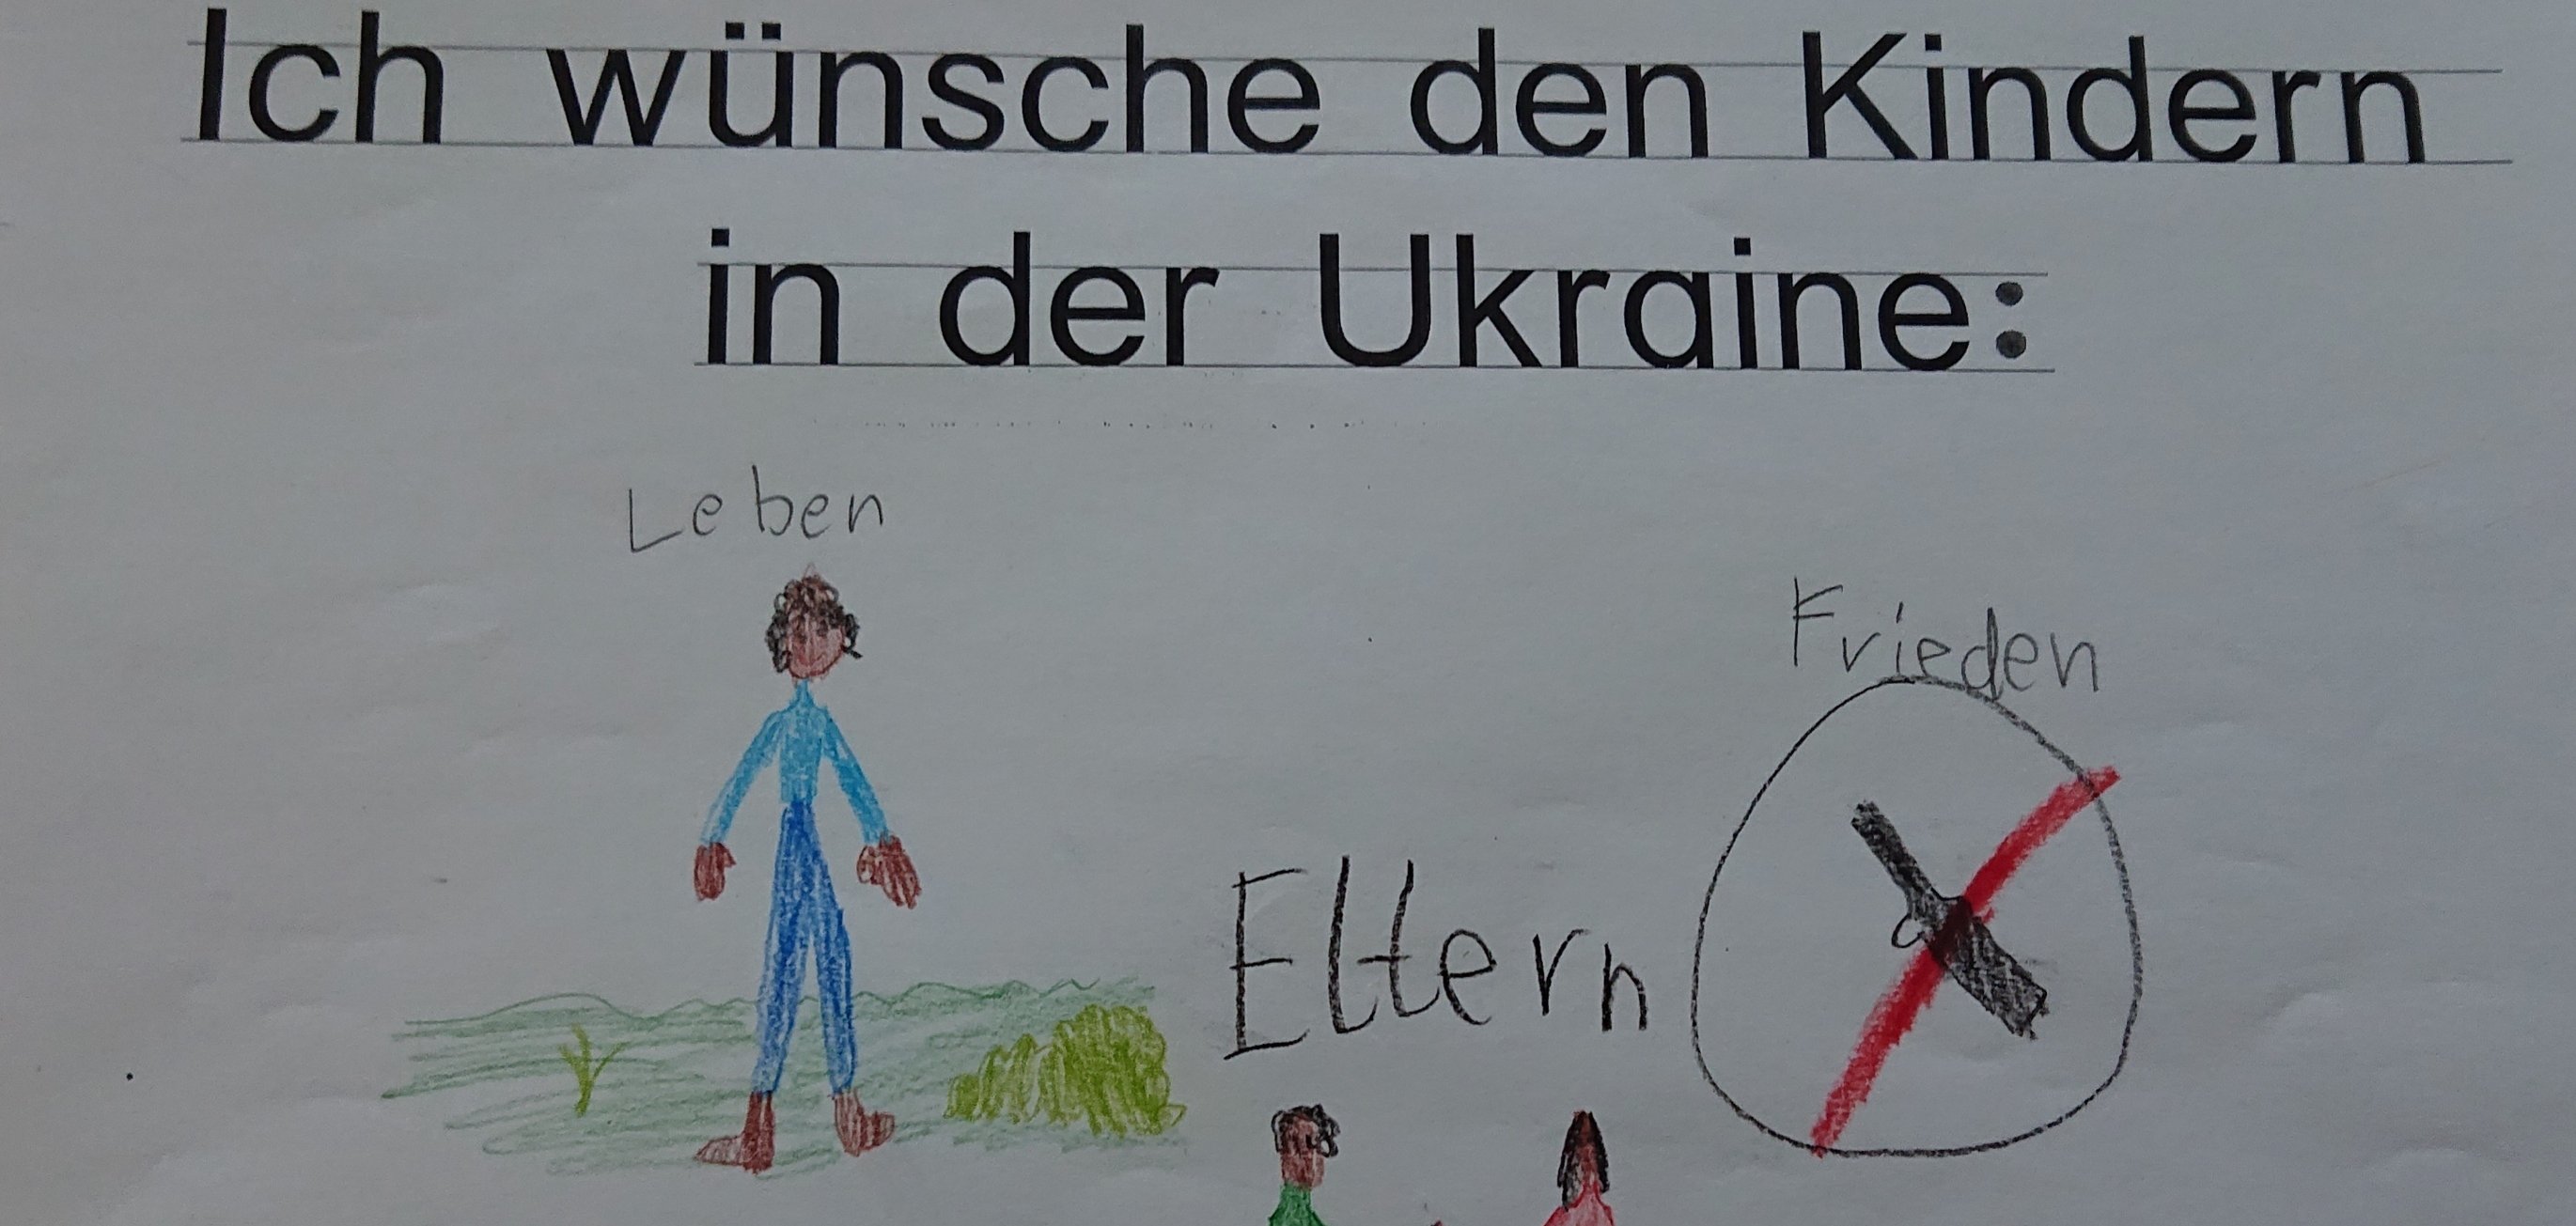 Ich wünsche den Kindern
in der Ukraine:
Leben
Frieden
Eltern